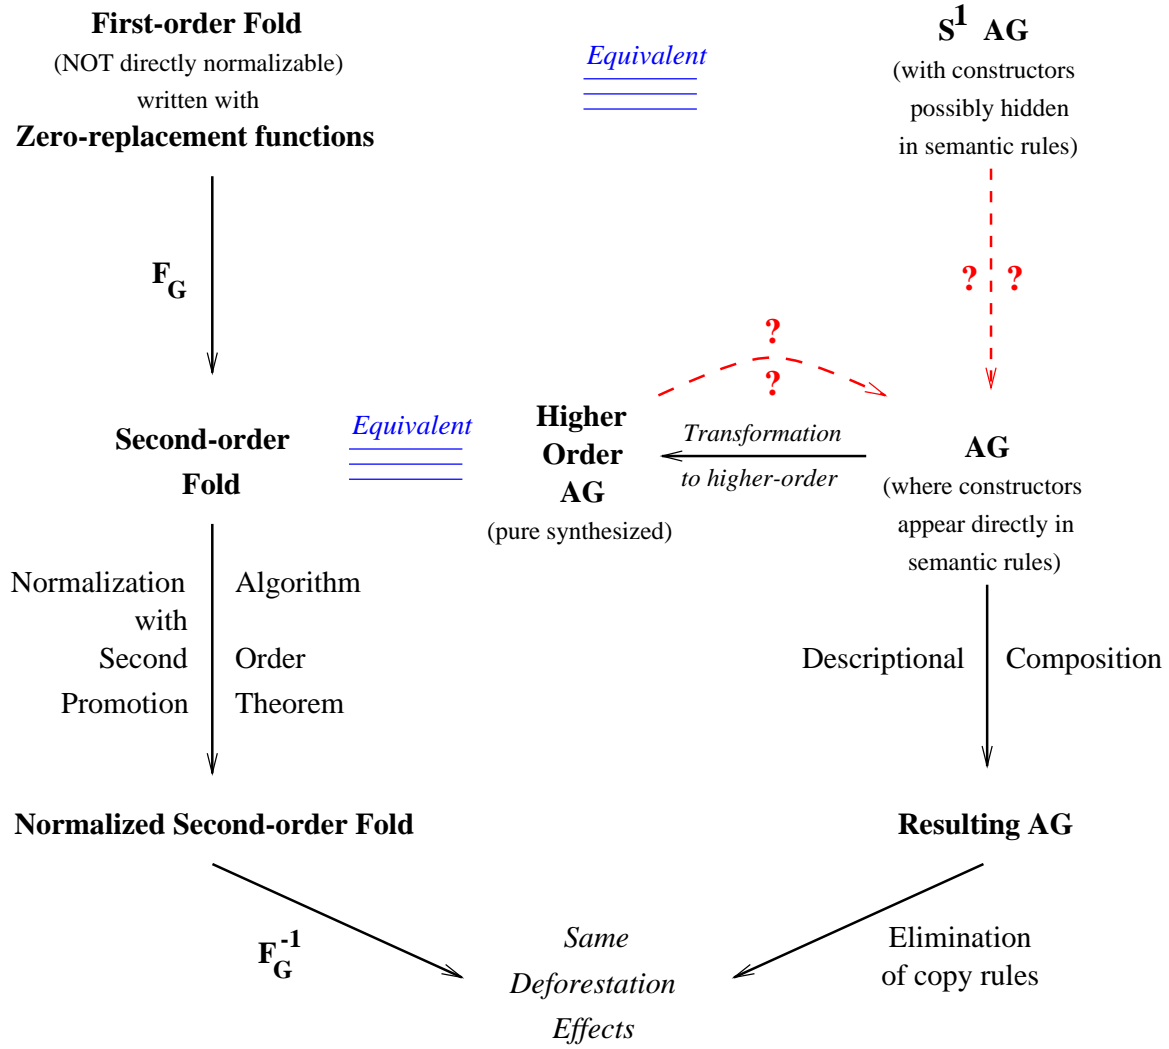 First-order Fold
(NOT directly normalizable)
written with
Zero-replacement functions
Equivalent
S1 AG
(with constructors
possibly hidden
in semantic rules)
FG
? ?
?
?
Second-order
Fold
Equivalent
Higher
Order
AG
(pure synthesized)
Transformation
to higher-order
AG
(where constructors
appear directly in
semantic rules)
Normalization Algorithm
with
Second Order
Promotion Theorem
Descriptional Composition
Normalized Second-order Fold
Resulting AG
FG-1
Same
Deforestation
Effects
Elimination
of copy rules